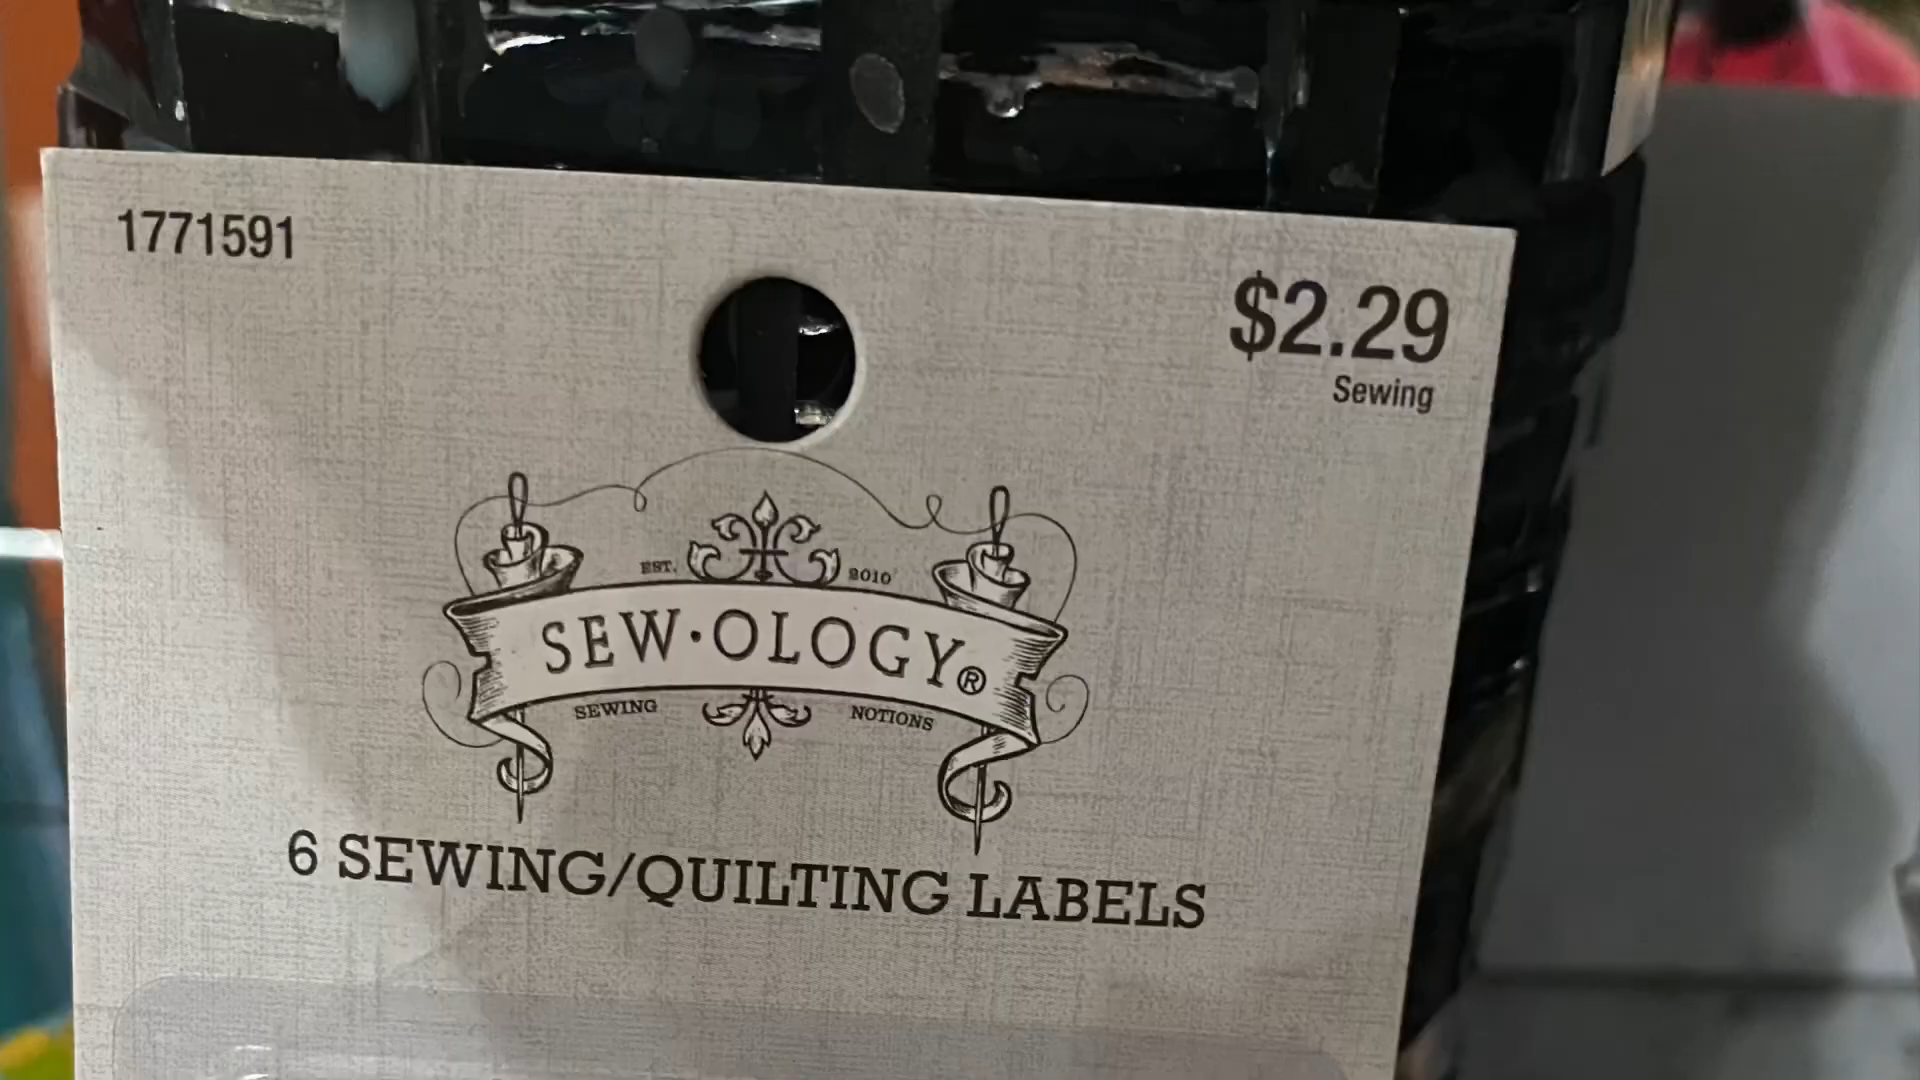 1771591
$2.29
Sewing
EST. 2010
SEW·OLOGY®
SEWING NOTIONS
6 SEWING/QUILTING LABELS